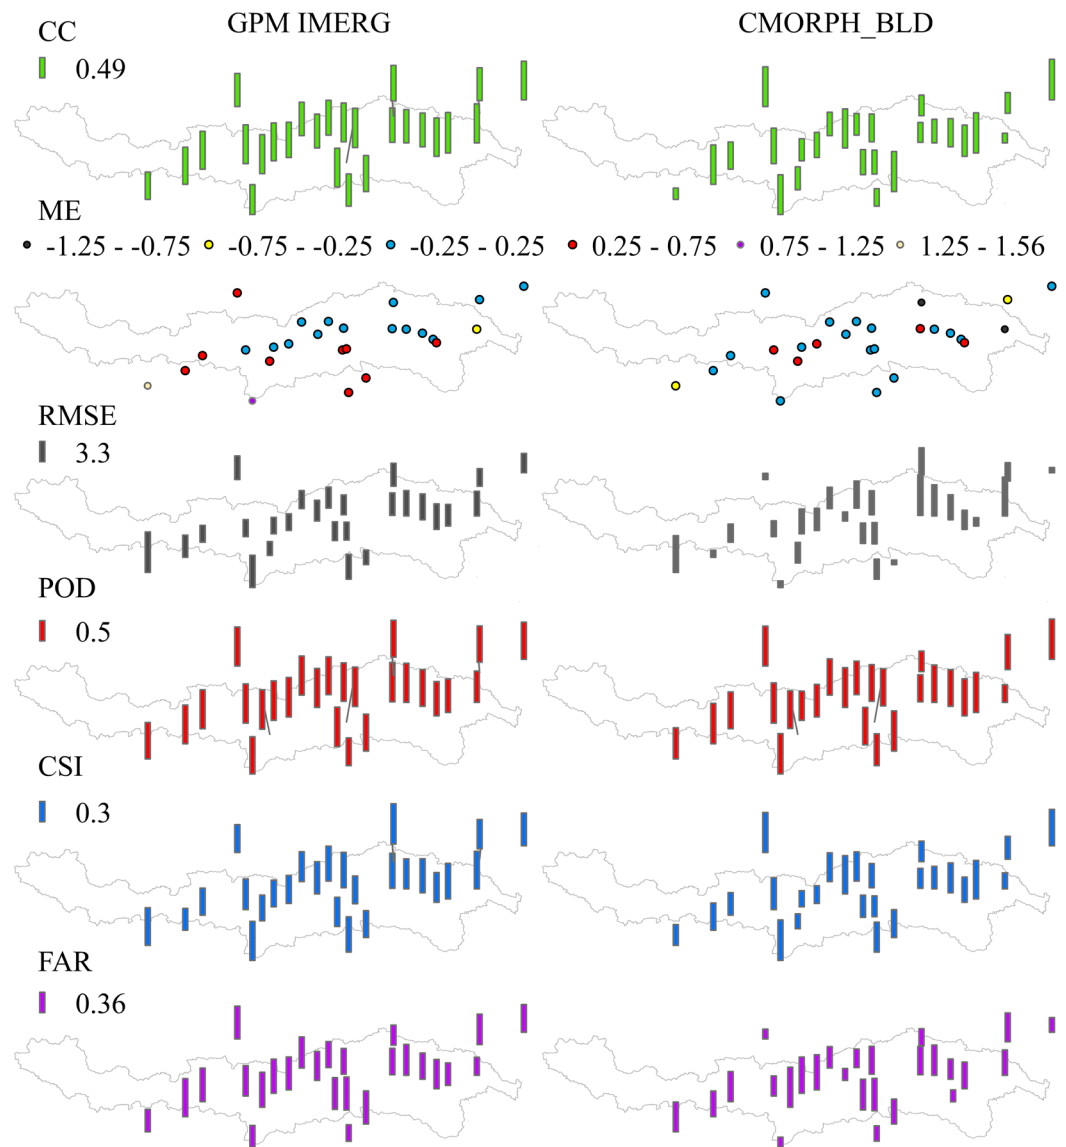 GPM IMERG CMORPH_BLD
CC
0.49
ME
-1.25 - -0.75 -0.75 - -0.25 -0.25 - 0.25 0.25 - 0.75 0.75 - 1.25 1.25 - 1.56
RMSE
3.3
POD
0.5
CSI
0.3
FAR
0.36